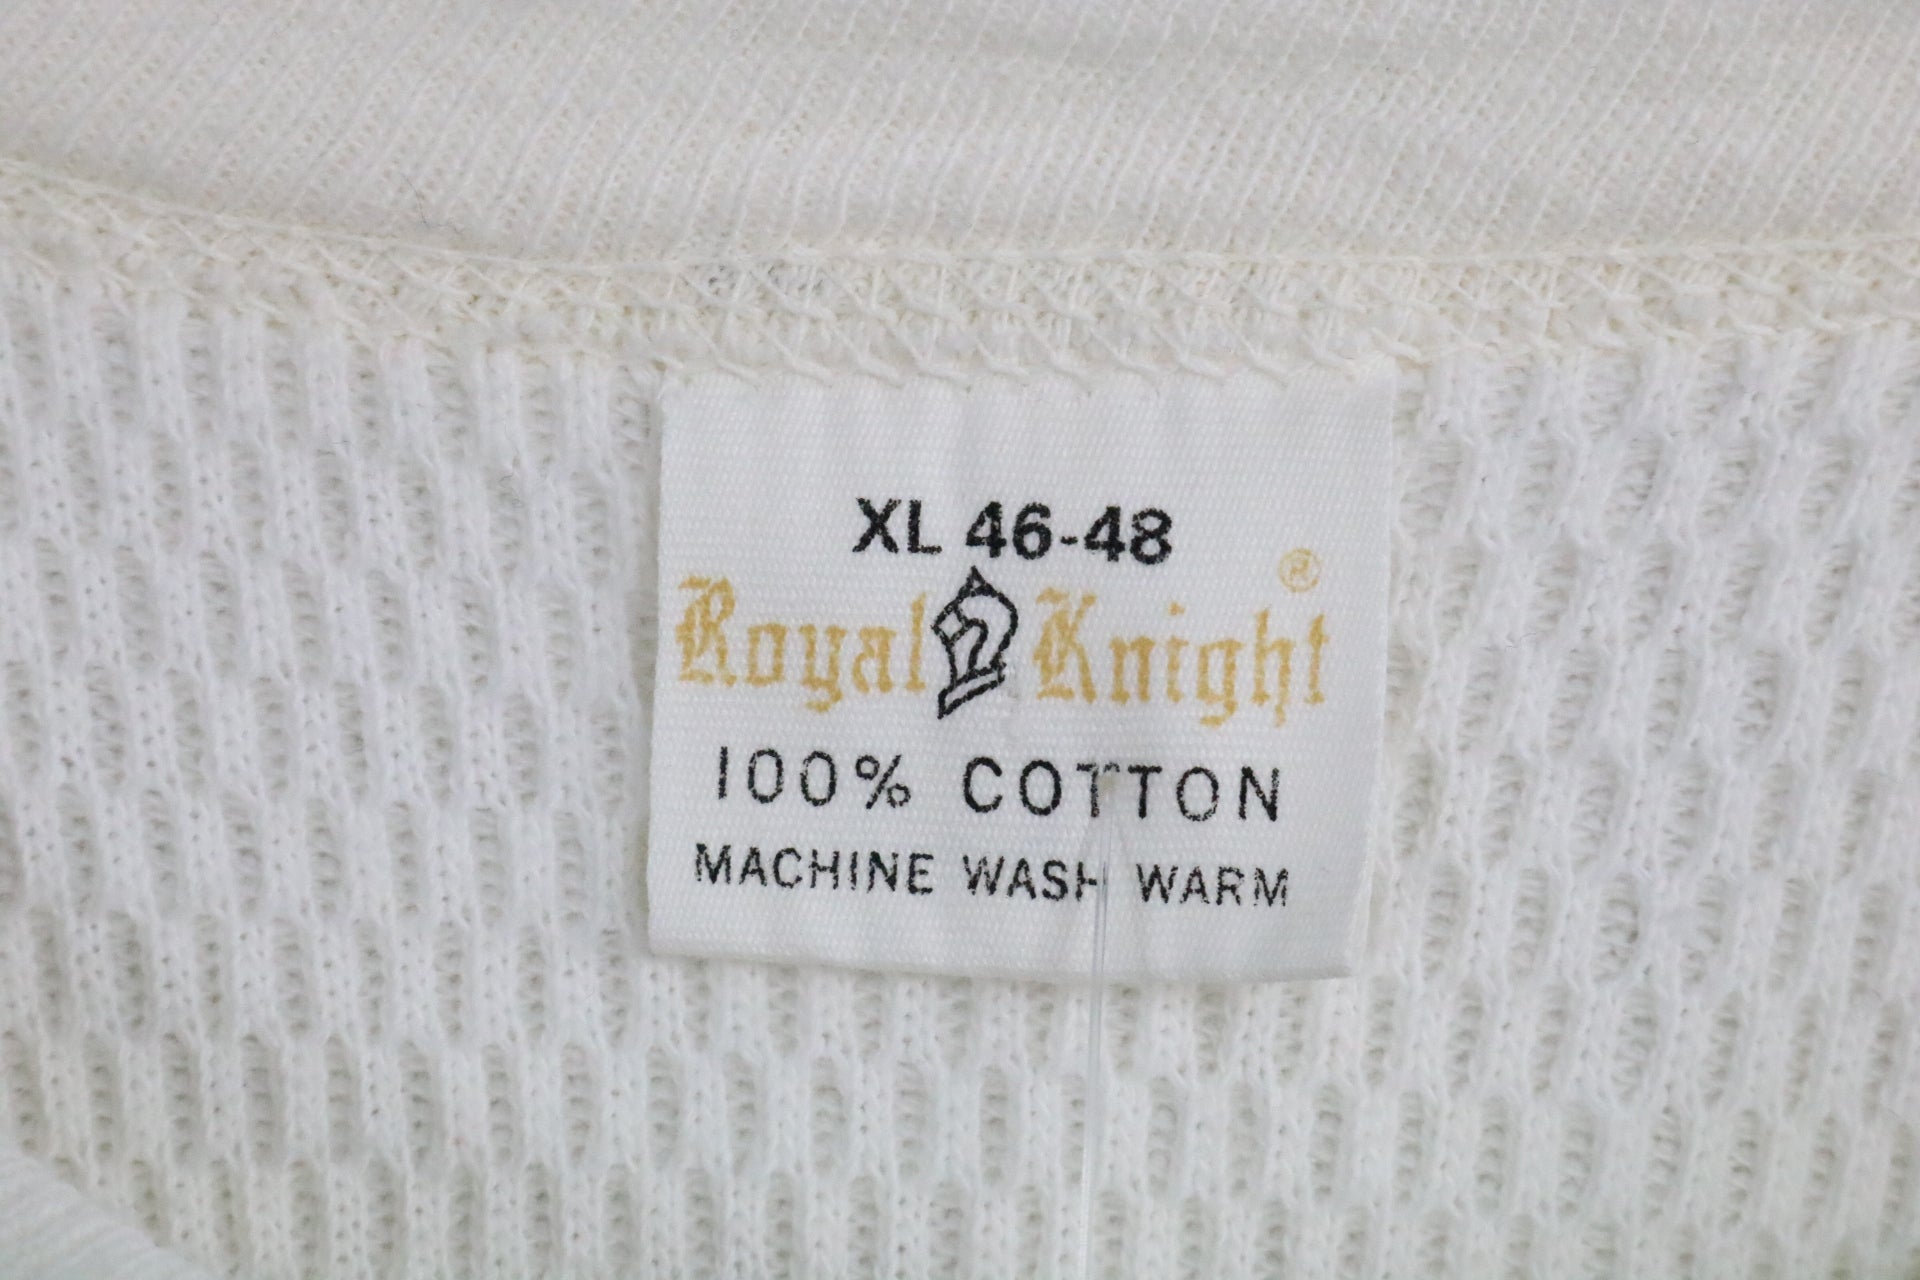 XL 46-48
Royal Knight ®
100% COTTON
MACHINE WASH WARM